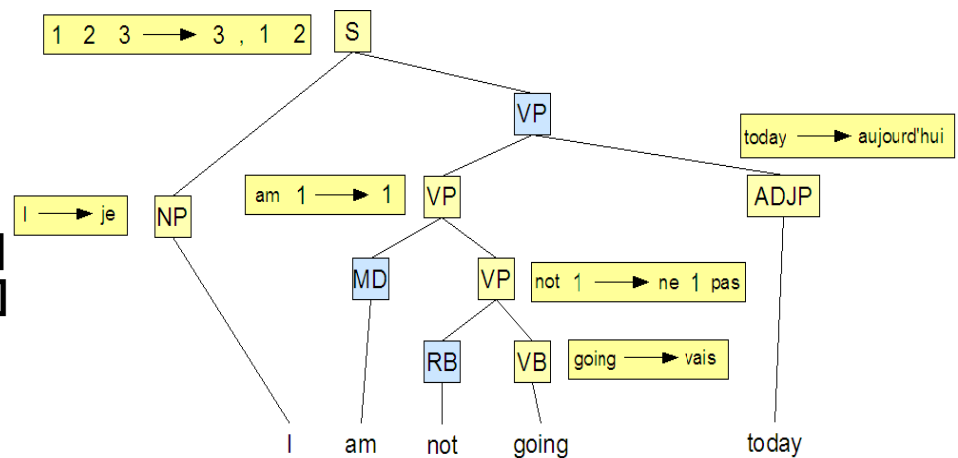 1 2 3 → 3 , 1 2
S
VP
today → aujourd'hui
I → je
NP
am 1 → 1
VP
ADJP
MD
VP
not 1 → ne 1 pas
RB
VB
going → vais
I am not going today